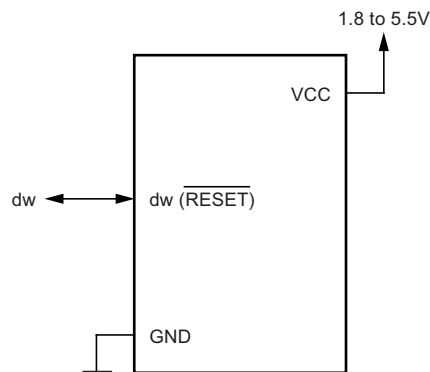 1.8 to 5.5V
VCC
dw
dw (RESET)
GND